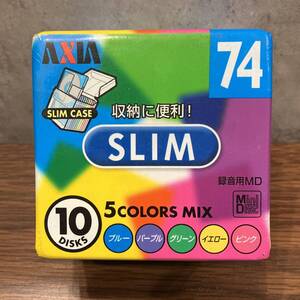 AXIA
74
SLIM CASE
収納に便利!
SLIM
録音用MD
Mini Disc
10 DISKS
5COLORS MIX
ブルー パープル グリーン イエロー ピンク